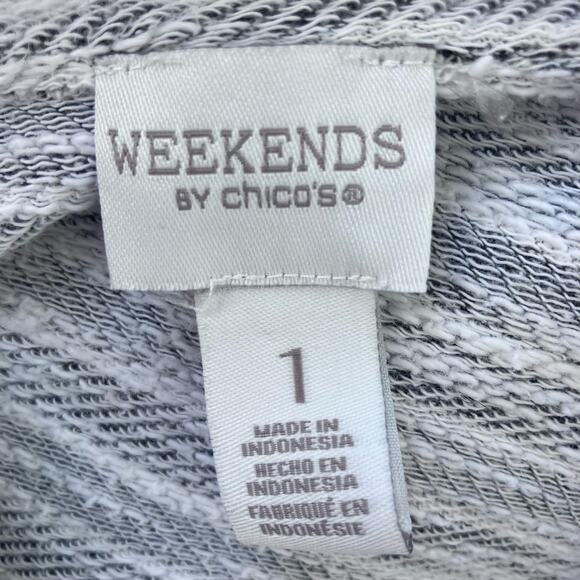 WEEKENDS
BY chico's®
1
MADE IN
INDONESIA
HECHO EN
INDONESIA
FABRIQUÉ EN
INDONÉSIE